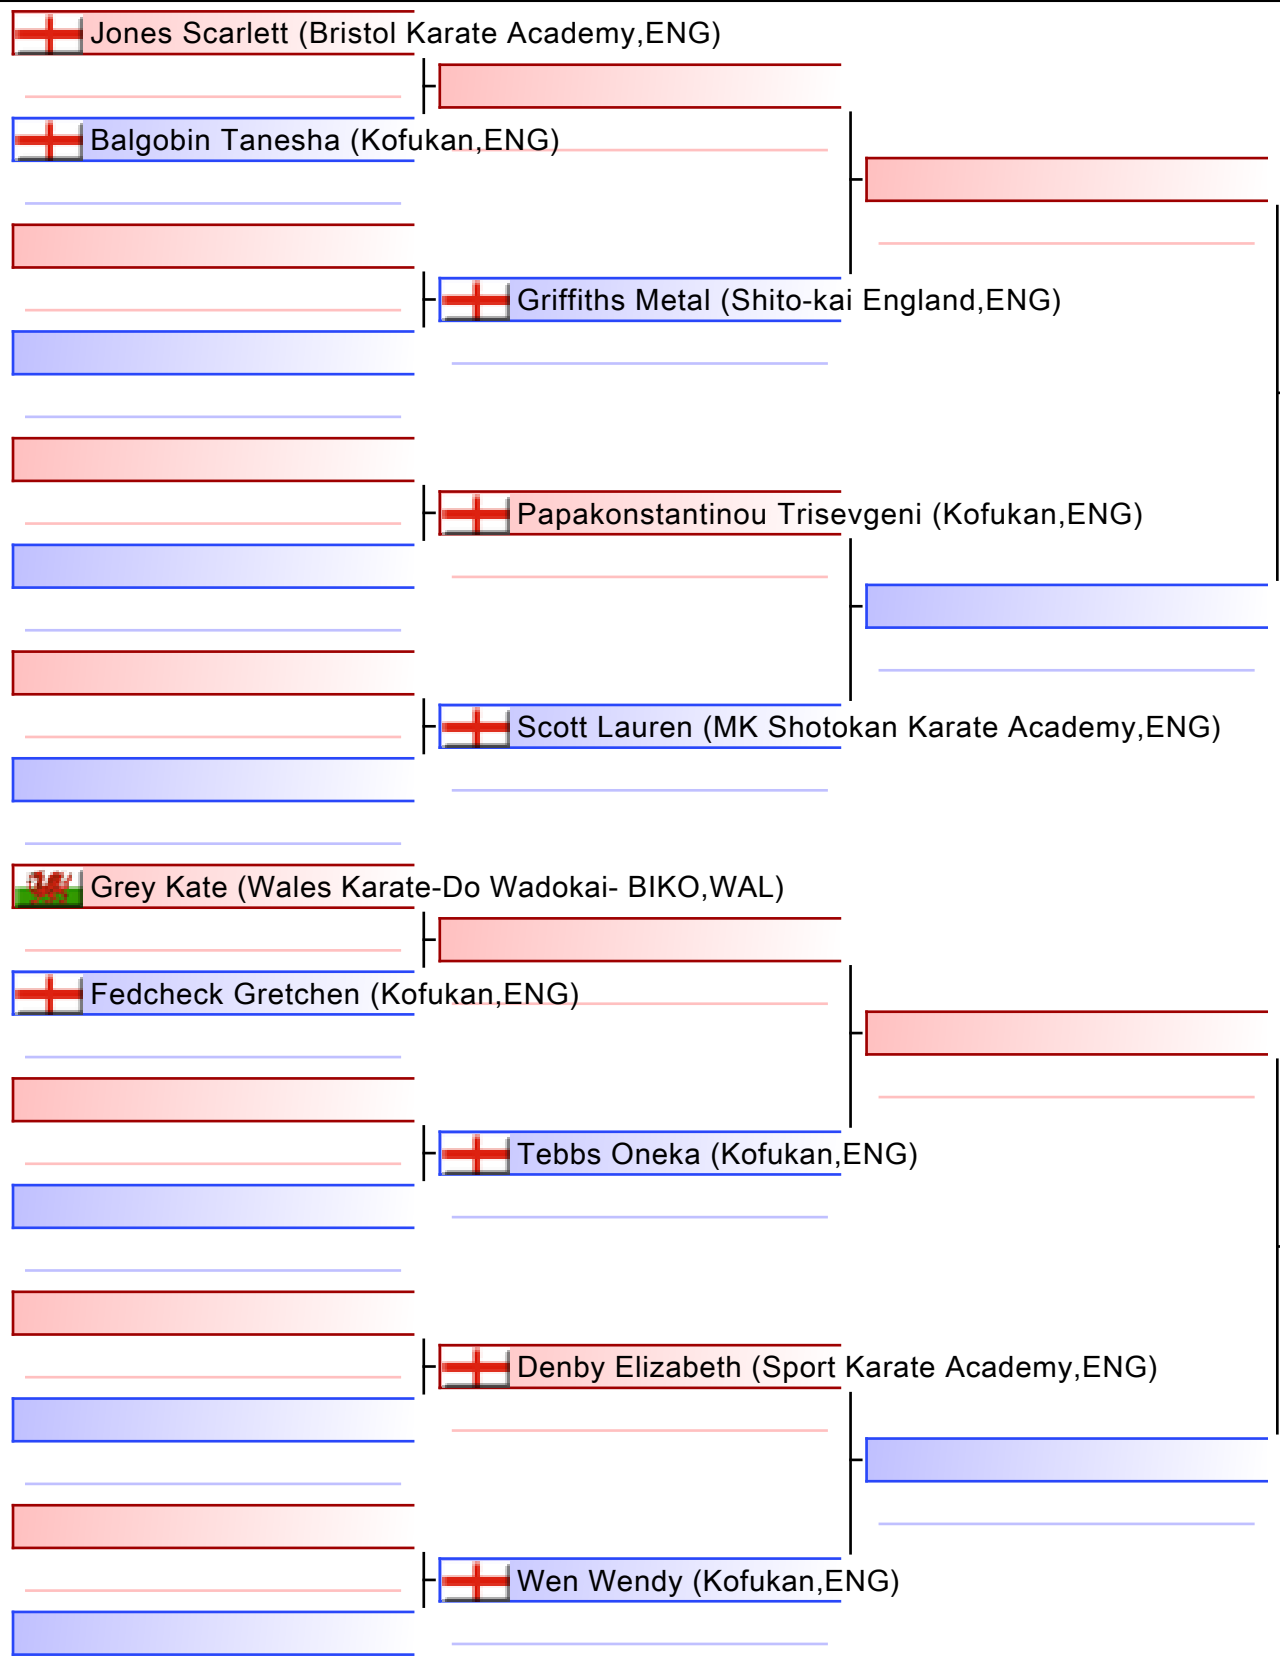 Jones Scarlett (Bristol Karate Academy,ENG)
Balgobin Tanesha (Kofukan,ENG)
Griffiths Metal (Shito-kai England,ENG)
Papakonstantinou Trisevgeni (Kofukan,ENG)
Scott Lauren (MK Shotokan Karate Academy,ENG)
Grey Kate (Wales Karate-Do Wadokai- BIKO,WAL)
Fedcheck Gretchen (Kofukan,ENG)
Tebbs Oneka (Kofukan,ENG)
Denby Elizabeth (Sport Karate Academy,ENG)
Wen Wendy (Kofukan,ENG)